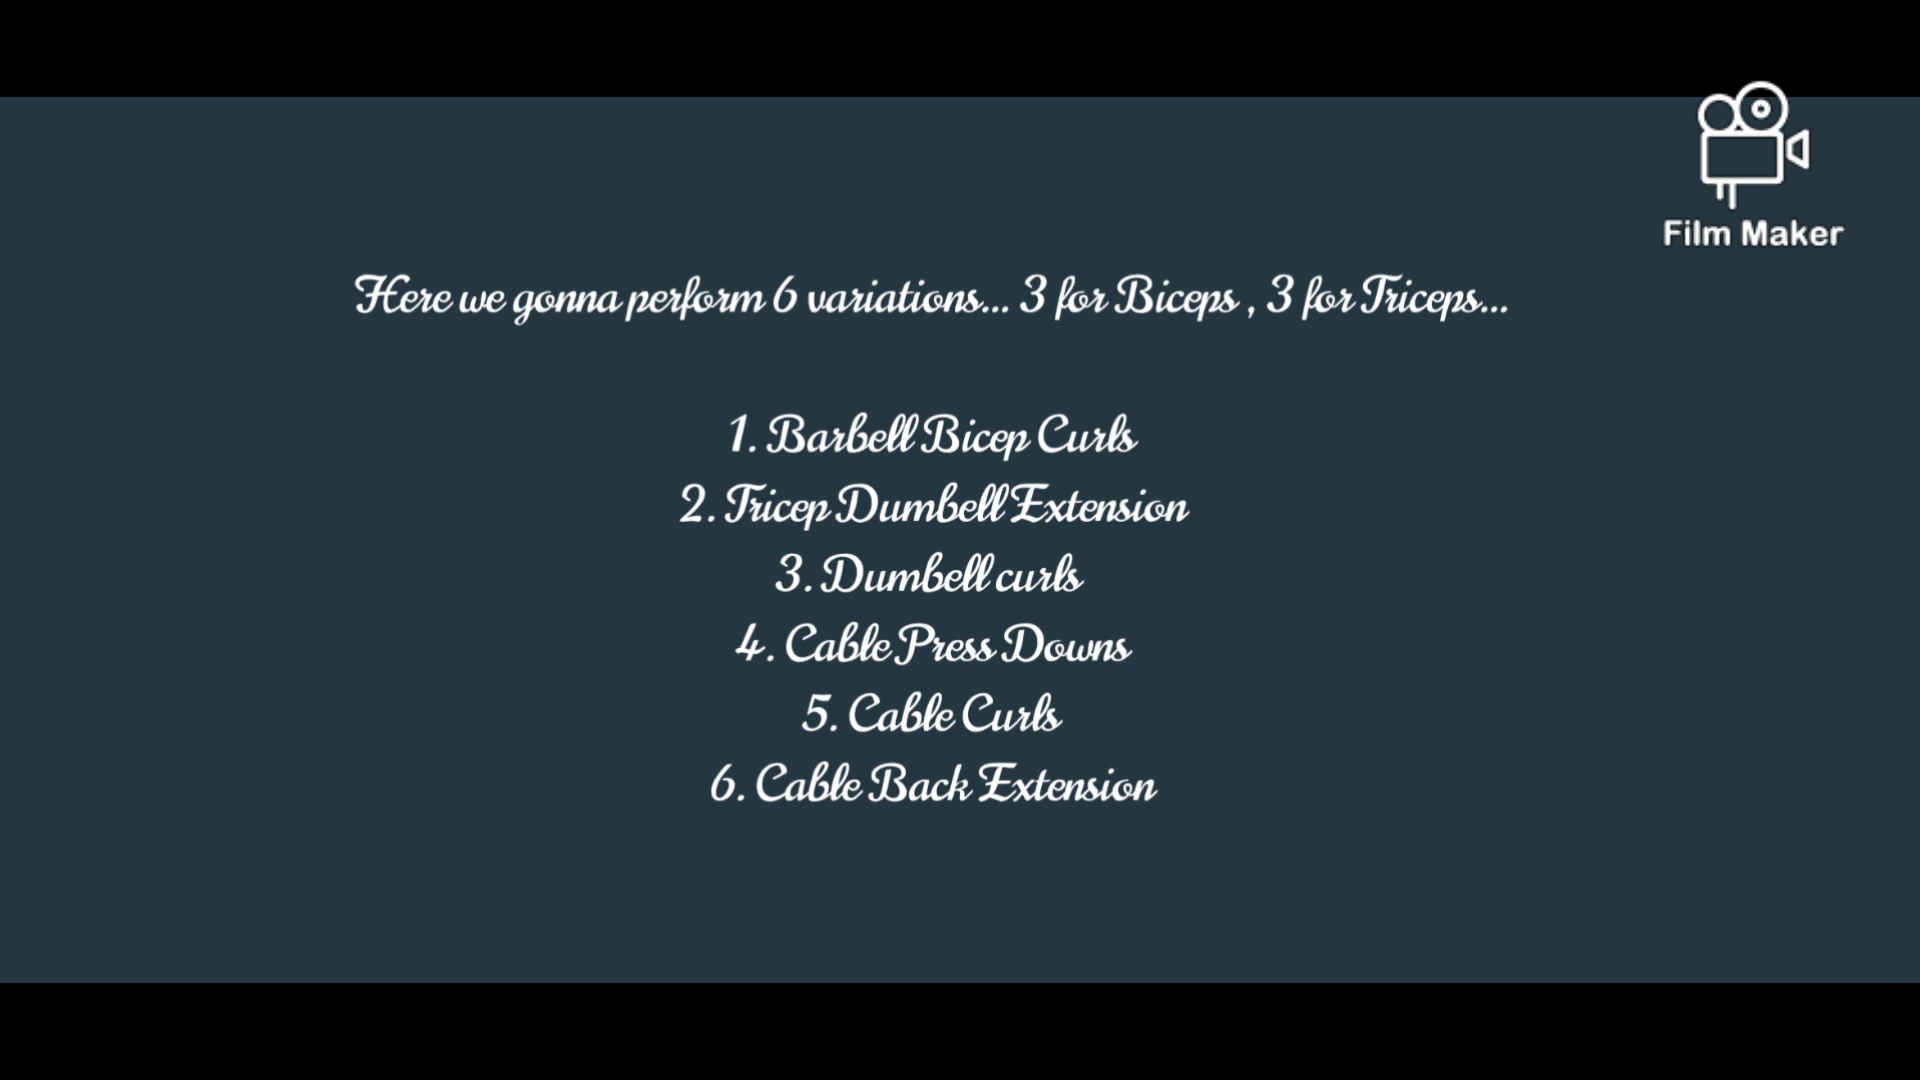 Film Maker
Here we gonna perform 6 variations... 3 for Biceps , 3 for Triceps...
1. Barbell Bicep Curls
2. Tricep Dumbell Extension
3. Dumbell curls
4. Cable Press Downs
5. Cable Curls
6. Cable Back Extension